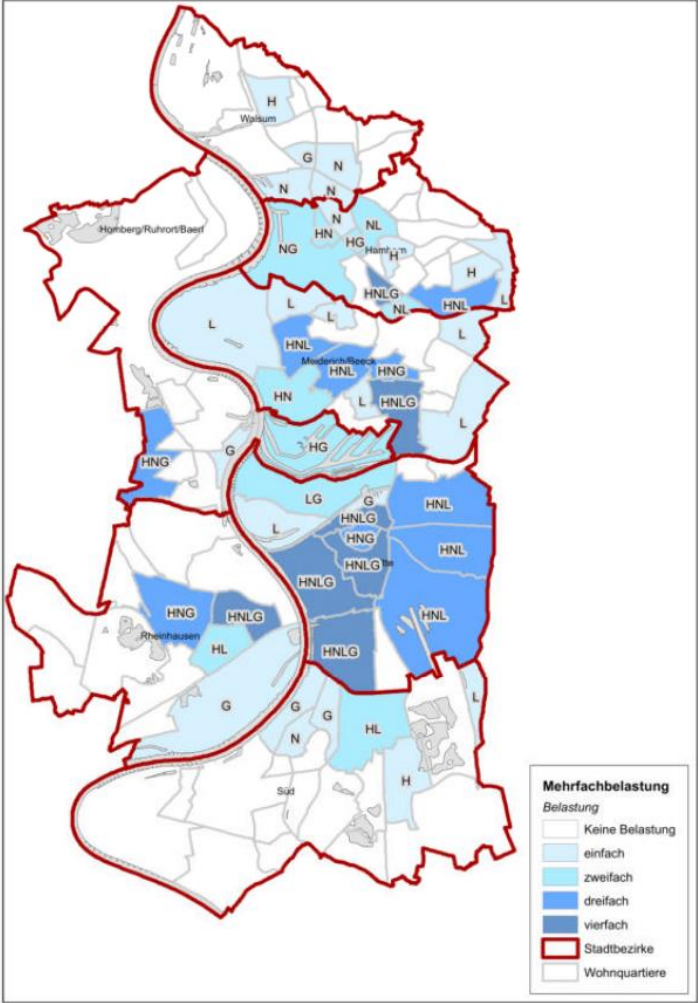 H
Walsum
G
N
N
N
Homberg/Ruhrort/Baerl
N
NL
HN
HG
NG
Hamborn
H
H
HNLG
HNL
L
NL
L
L
L
L
HNL
Meiderich/Beeck
HNL
HNG
HN
L
HNLG
L
HG
G
HNG
LG
G
HNL
L
HNLG
HNG
HNL
HNLG
HNLG
HNG
HNLG
HNL
Rheinhausen
HL
HNLG
G
G
G
L
N
HL
H
Süd
Mehrfachbelastung
Belastung
Keine Belastung
einfach
zweifach
dreifach
vierfach
Stadtbezirke
Wohnquartiere